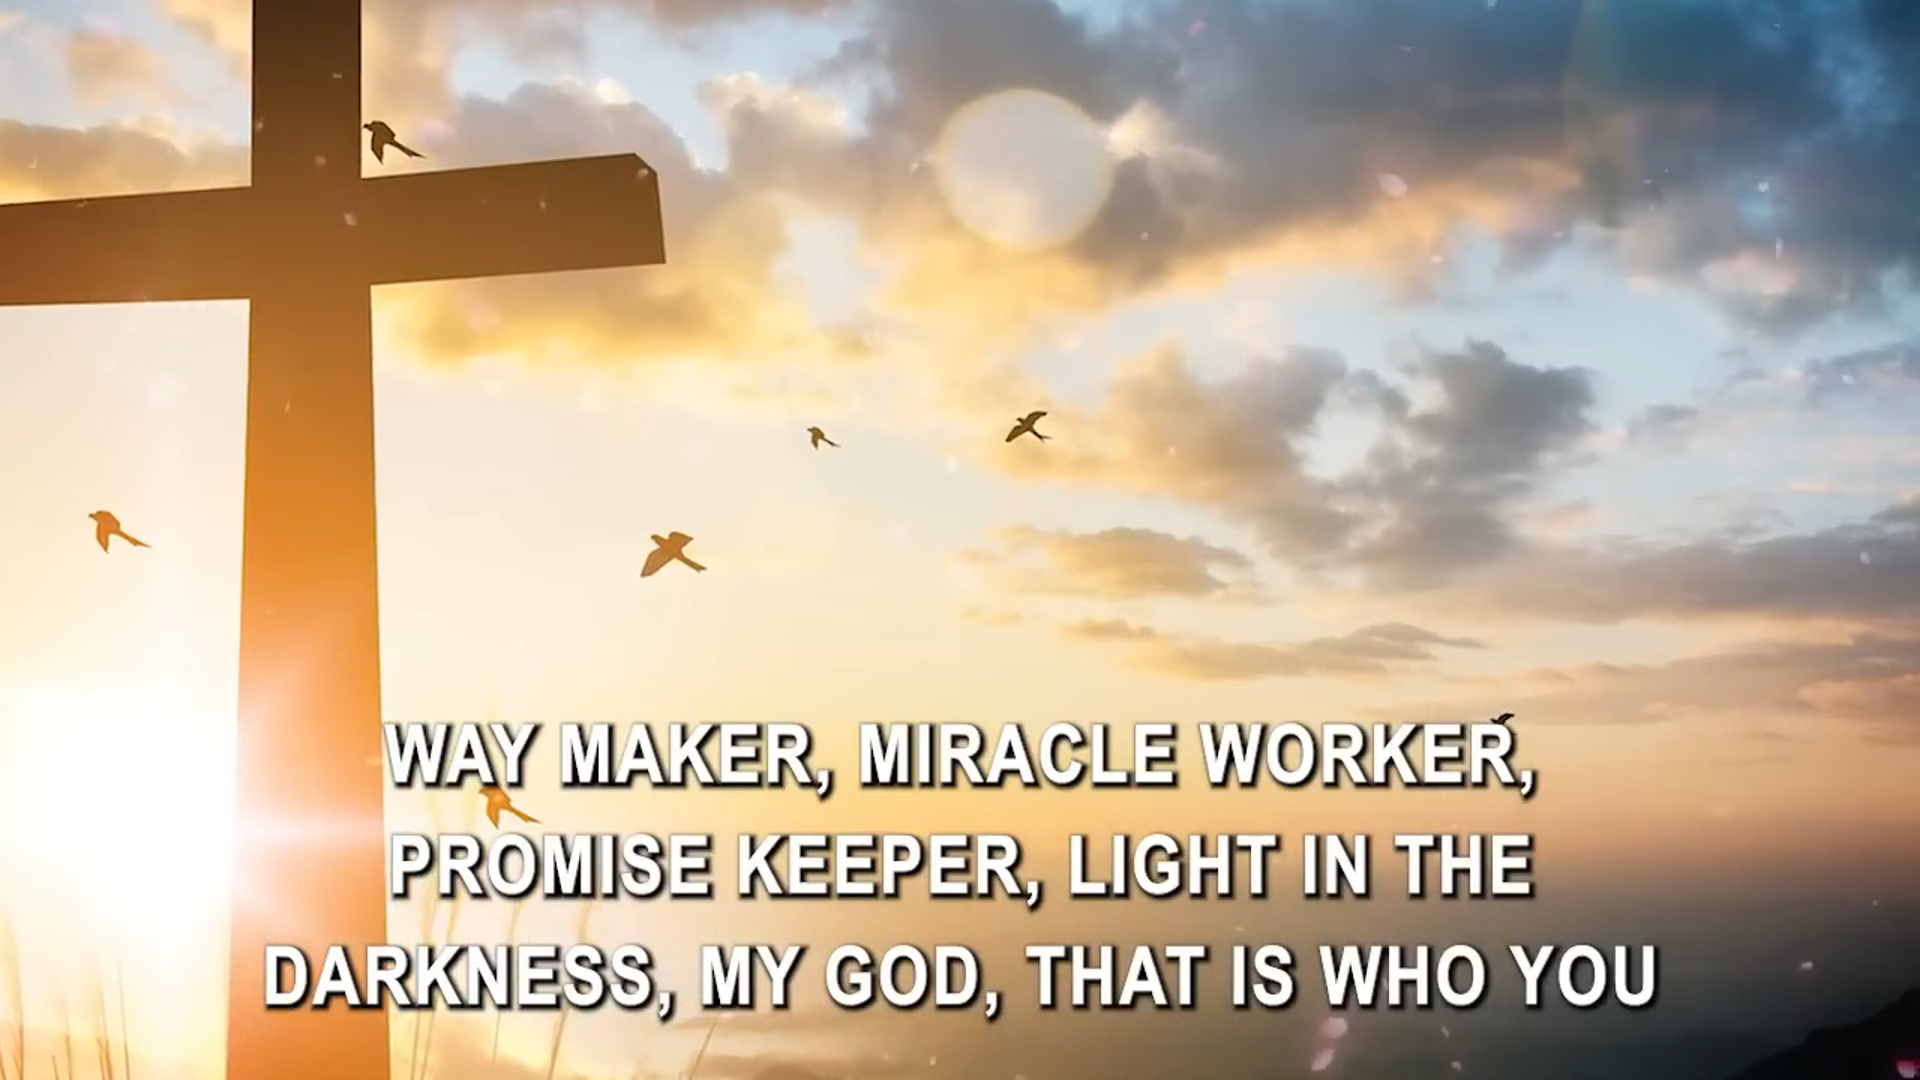 WAY MAKER, MIRACLE WORKER,
PROMISE KEEPER, LIGHT IN THE
DARKNESS, MY GOD, THAT IS WHO YOU